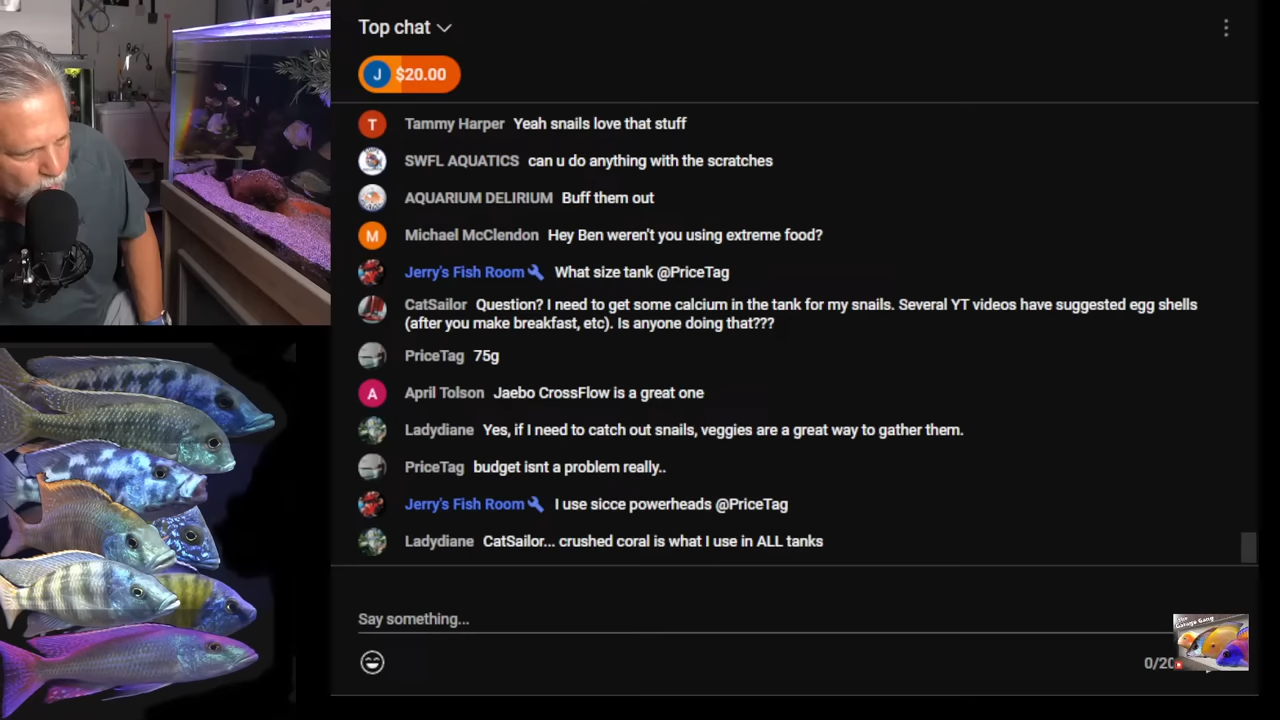 Top chat
J $20.00
T Tammy Harper Yeah snails love that stuff
SWFL AQUATICS can u do anything with the scratches
AQUARIUM DELIRIUM Buff them out
M Michael McClendon Hey Ben weren't you using extreme food?
Jerry's Fish Room What size tank @PriceTag
CatSailor Question? I need to get some calcium in the tank for my snails. Several YT videos have suggested egg shells
(after you make breakfast, etc). Is anyone doing that???
PriceTag 75g
A April Tolson Jaebo CrossFlow is a great one
Ladydiane Yes, if I need to catch out snails, veggies are a great way to gather them.
PriceTag budget isnt a problem really..
Jerry's Fish Room I use sicce powerheads @PriceTag
Ladydiane CatSailor... crushed coral is what I use in ALL tanks
Say something...
The
Garage Gang
0/20